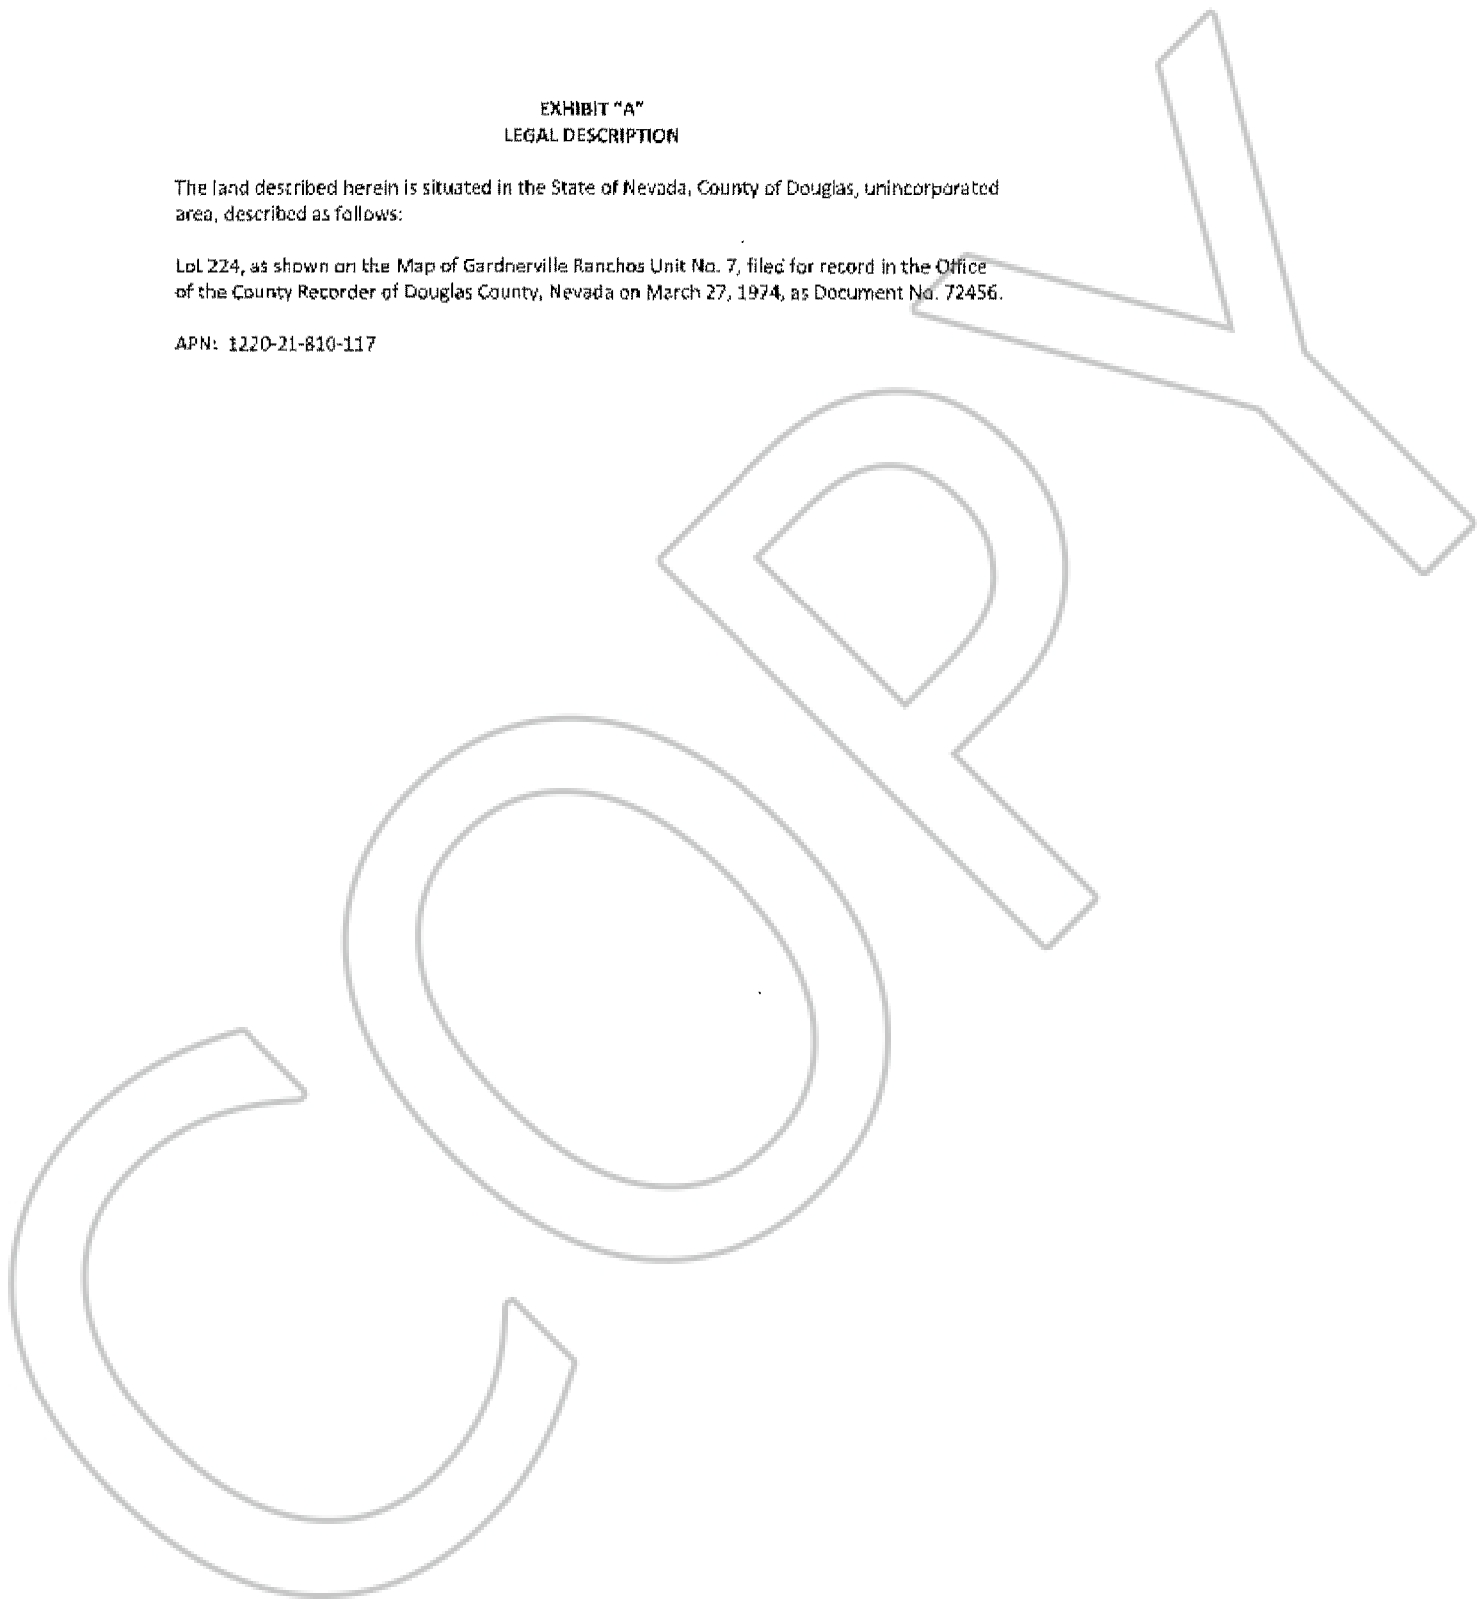 EXHIBIT "A"
LEGAL DESCRIPTION
The land described herein is situated in the State of Nevada, County of Douglas, unincorporated
area, described as follows:
Lot 224, as shown on the Map of Gardnerville Ranchos Unit No. 7, filed for record in the Office
of the County Recorder of Douglas County, Nevada on March 27, 1974, as Document No. 72456.
APN: 1220-21-810-117
COPY